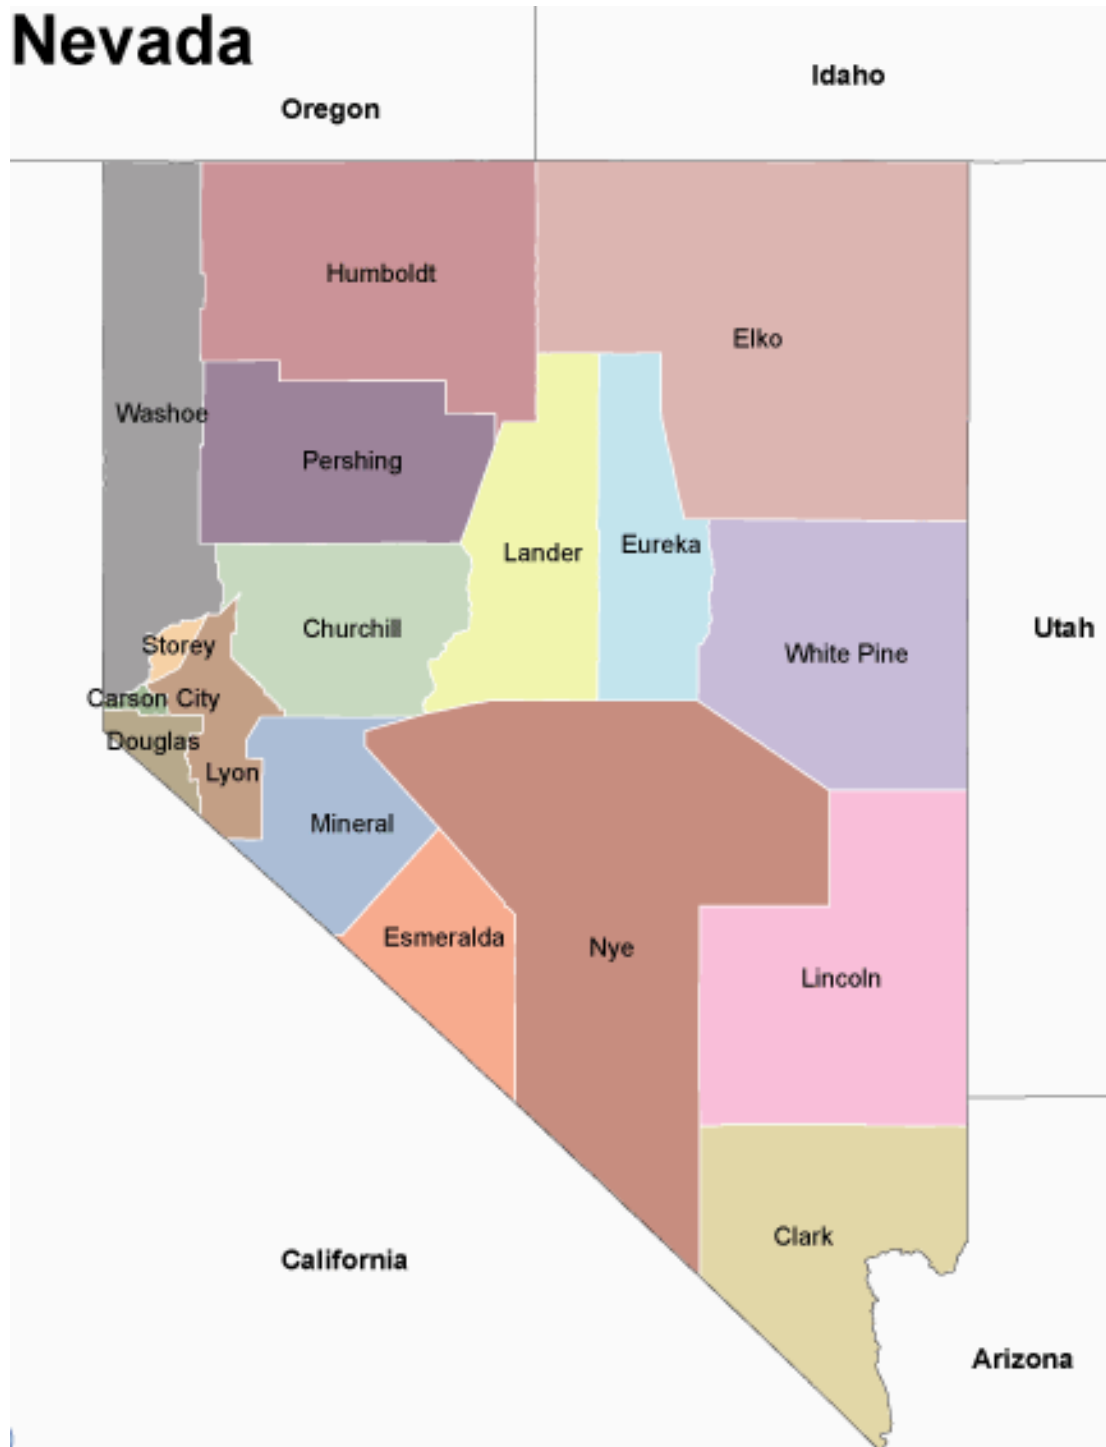 Nevada
Idaho
Oregon
Humboldt
Elko
Washoe
Pershing
Lander
Eureka
Churchill
Utah
Storey
White Pine
Carson City
Douglas
Lyon
Mineral
Esmeralda
Nye
Lincoln
Clark
California
Arizona